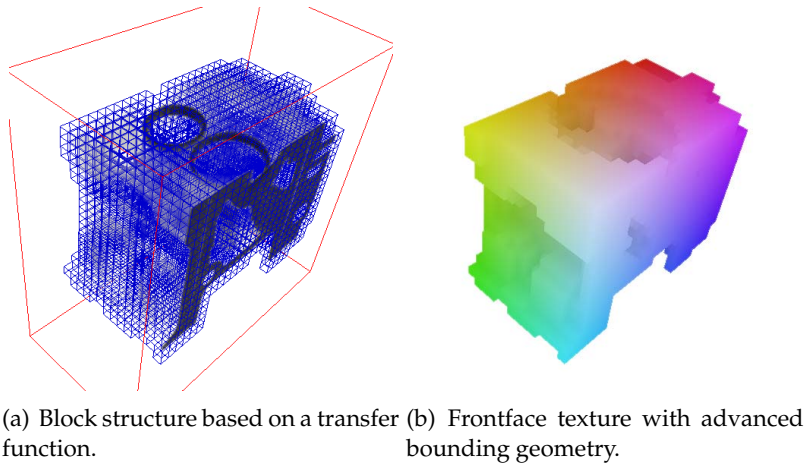 (a) Block structure based on a transfer
function.
(b) Frontface texture with advanced
bounding geometry.